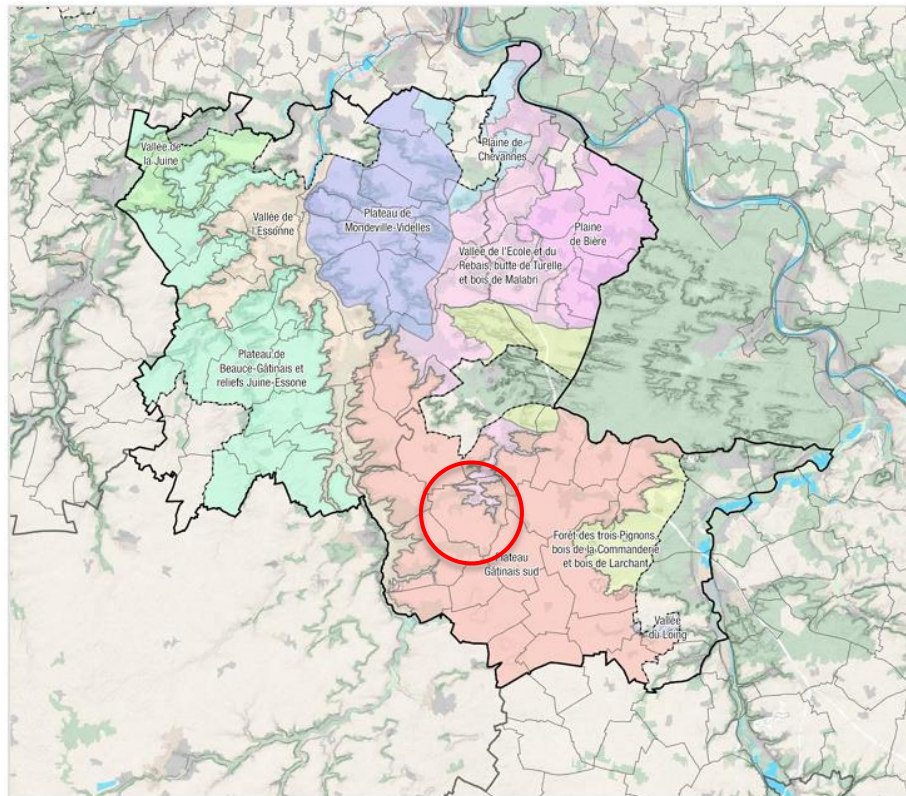 Vallée de
la Juine
Plaine de
Chevannes
Vallée de
l'Essonne
Plateau de
Mondeville-Videlles
Plaine
de Bière
Vallée de l'Ecole et du
Rebais, butte de Turelle
et bois de Malabri
Plateau de
Beauce-Gâtinais et
reliefs Juine-Essone
Forêt des trois Pignons,
bois de la Commanderie
et bois de Larchant
Plateau
Gâtinais sud
Vallée
du Loing